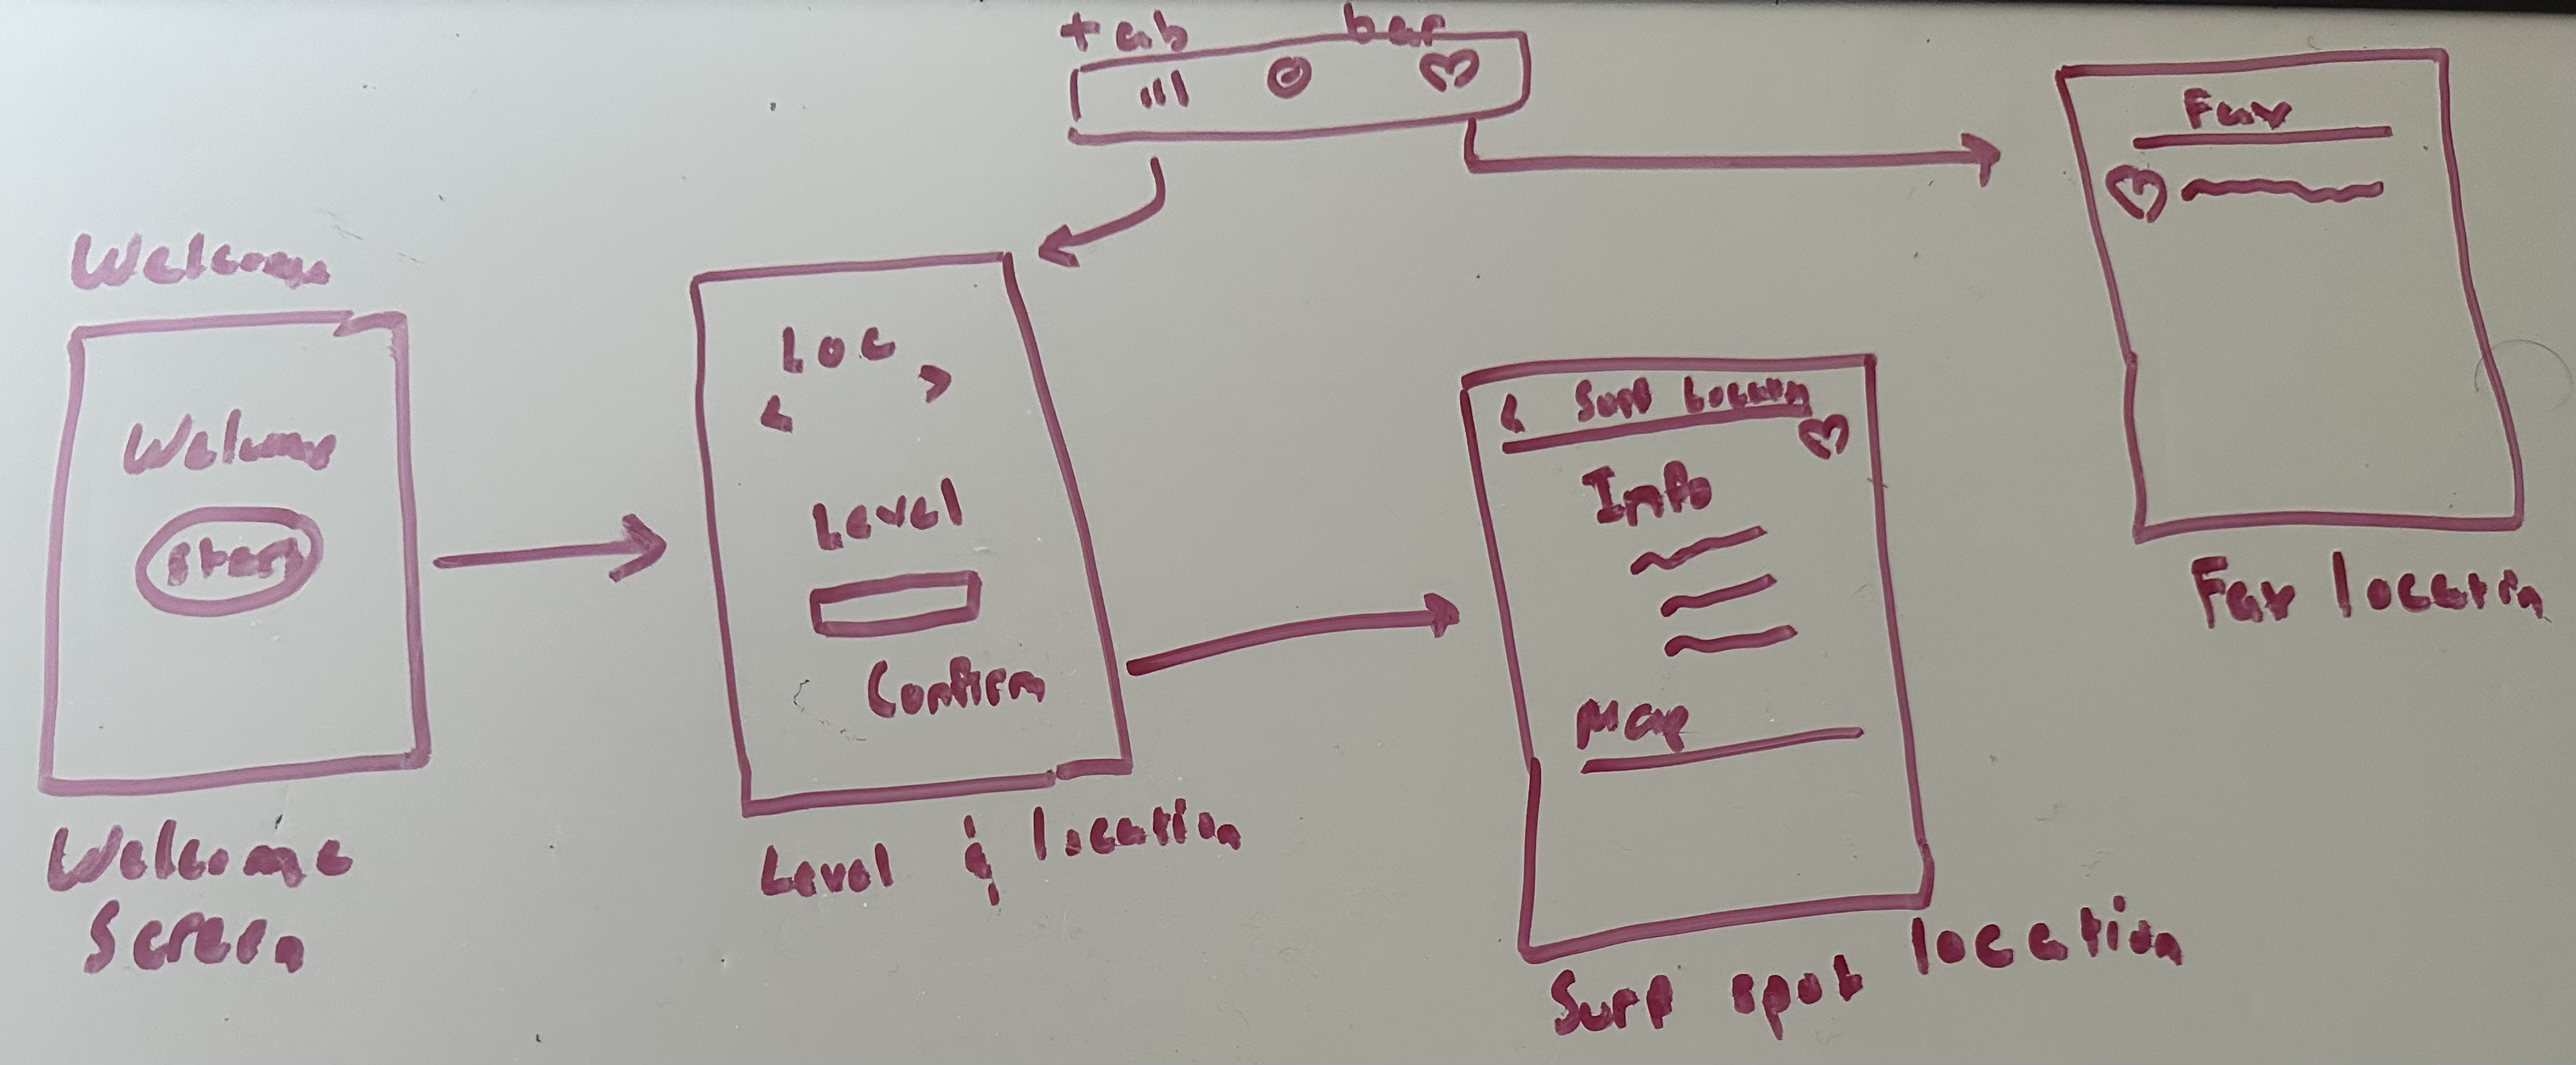 tab bar
Fav
Welcome
Loc
< >
Welcome
Start
Level
Confirm
< Surf Location
Info
Map
Fav location
Welcome
Screen
Level & location
Surf spot location